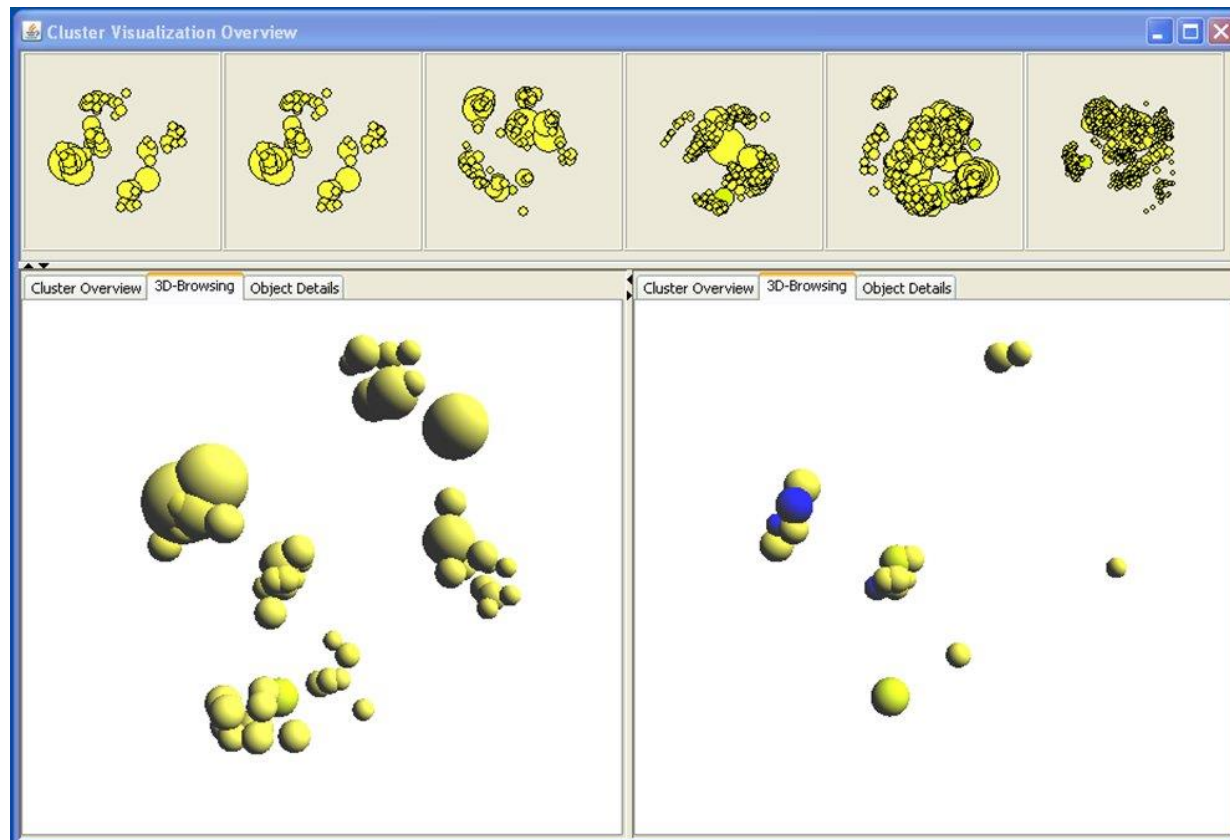 Cluster Visualization Overview
Cluster Overview 3D-Browsing Object Details
Cluster Overview 3D-Browsing Object Details